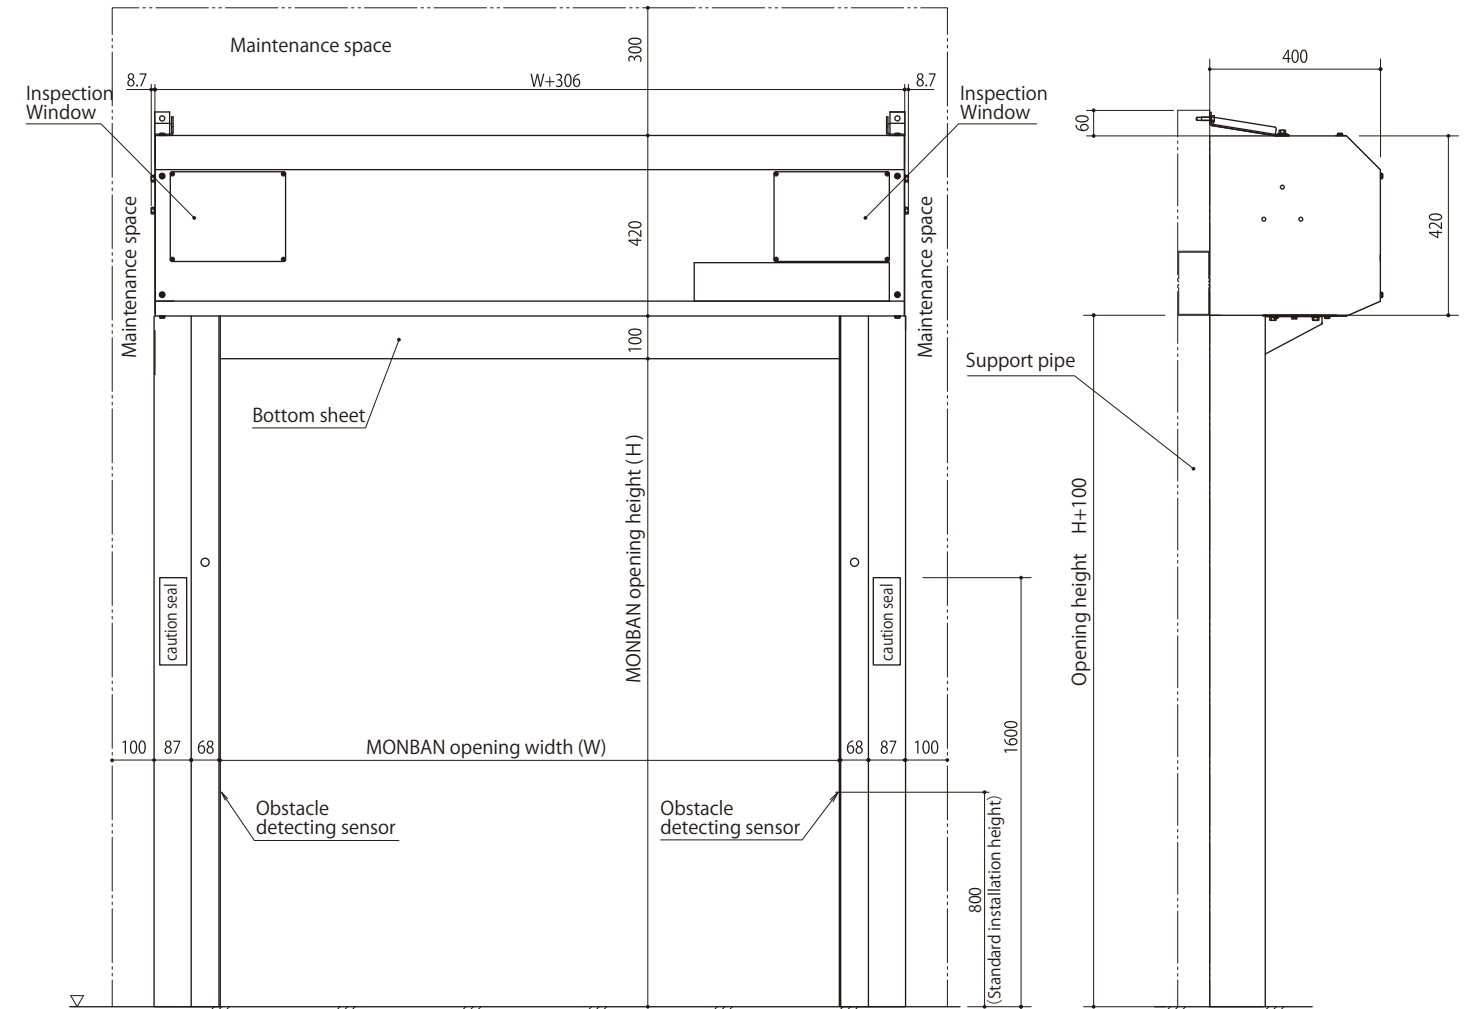 Maintenance space
300
400
8.7
W+306
8.7
Inspection
Window
Inspection
Window
60
Maintenance space
420
Maintenance space
420
100
Support pipe
Bottom sheet
MONBAN opening height (H)
Opening height H+100
caution seal
caution seal
1600
100
87
68
MONBAN opening width (W)
68
87
100
Obstacle
detecting sensor
Obstacle
detecting sensor
800
(Standard installation height)